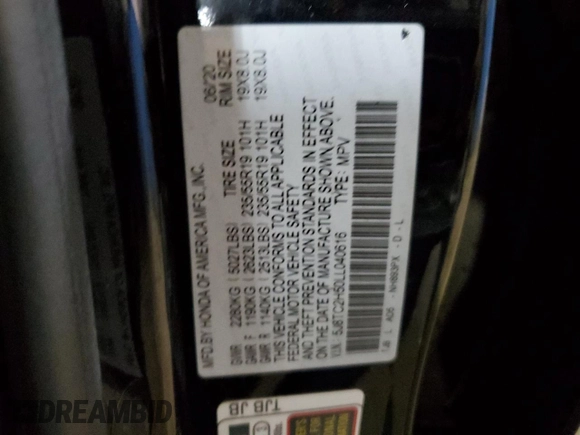 MFD.BY HONDA OF AMERICA MFG.,INC. 06/20
TIRE SIZE RIM SIZE
GVWR 2280KG (5027LBS)
GAWR F 1190KG (2623LBS) 235/55R19 101H 19X8.0J
GAWR R 1140KG (2513LBS) 235/55R19 101H 19X8.0J
THIS VEHICLE CONFORMS TO ALL APPLICABLE
FEDERAL MOTOR VEHICLE SAFETY
AND THEFT PREVENTION STANDARDS IN EFFECT
ON THE DATE OF MANUFACTURE SHOWN ABOVE.
V.I.N. 5J8TC2H50LL040616 TYPE: MPV
TJB L AD5 - NH893PX - D - L
TJB JB
DREAMBID